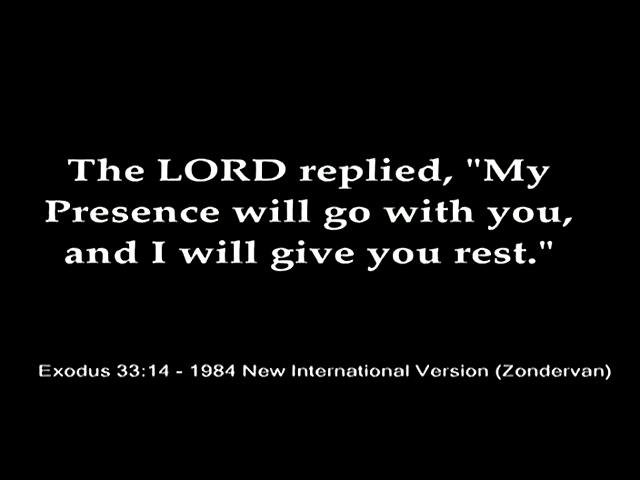 The LORD replied, "My
Presence will go with you,
and I will give you rest."
Exodus 33:14 - 1984 New International Version (Zondervan)